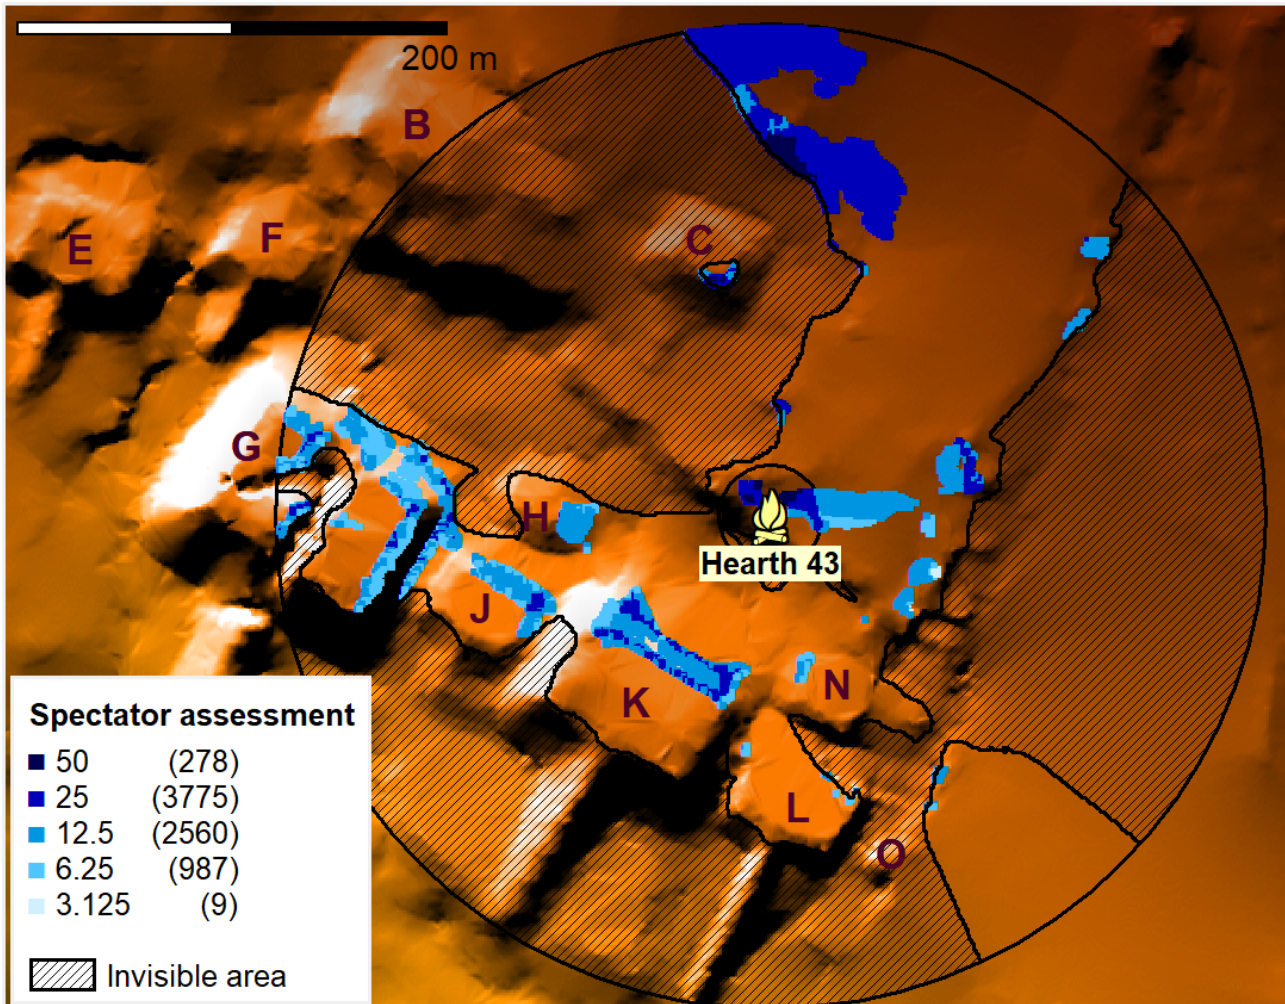 200 m
B
E
F
C
G
H
Hearth 43
J
K
N
L
O
Spectator assessment
50 (278)
25 (3775)
12.5 (2560)
6.25 (987)
3.125 (9)
Invisible area